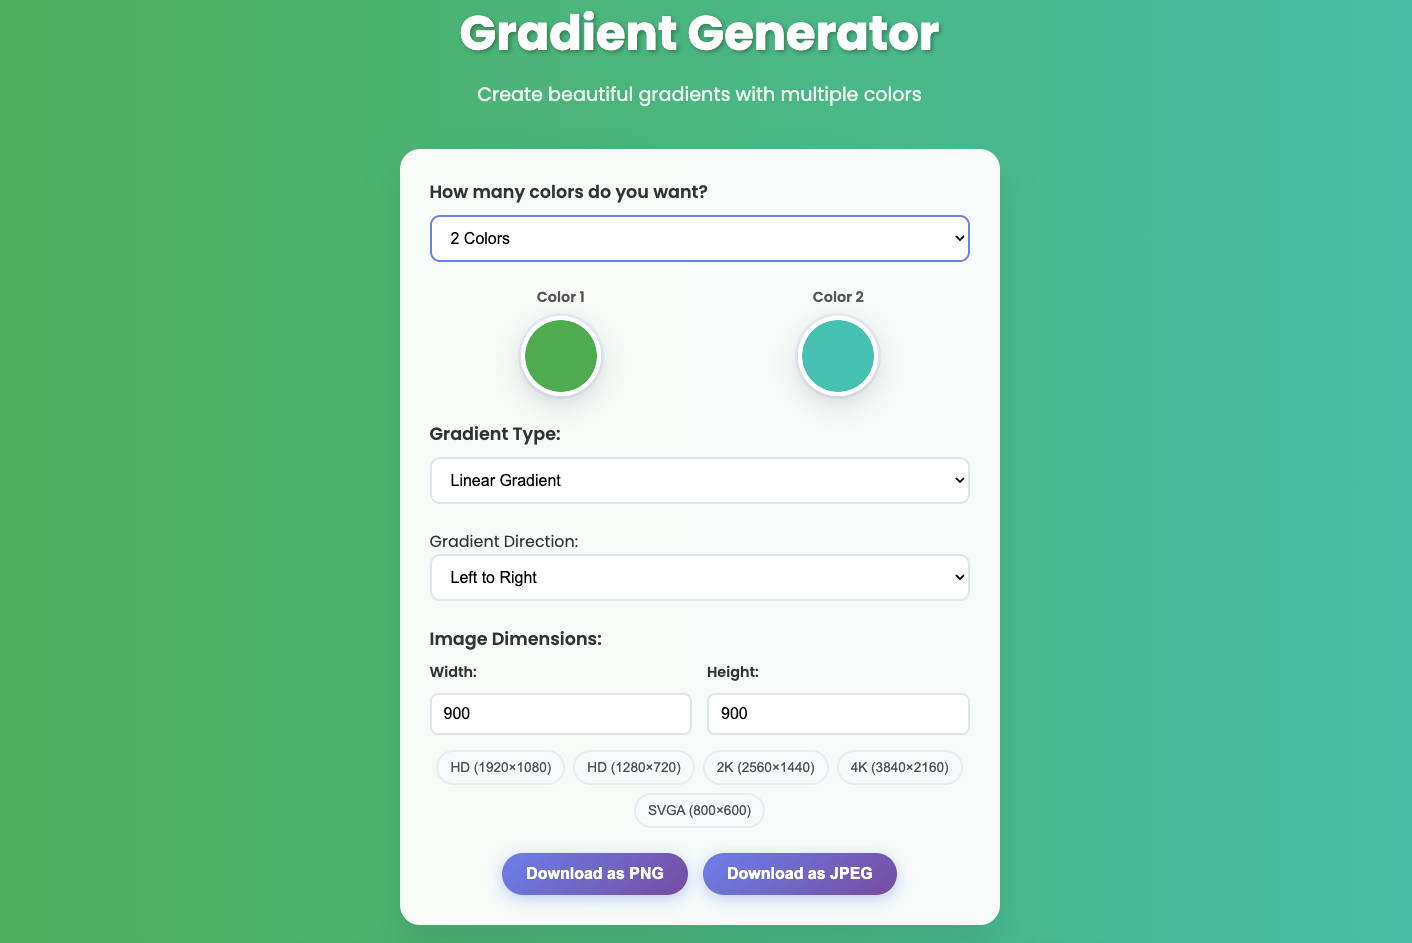 Gradient Generator
Create beautiful gradients with multiple colors
How many colors do you want?
2 Colors
Color 1 Color 2
Gradient Type:
Linear Gradient
Gradient Direction:
Left to Right
Image Dimensions:
Width: Height:
900 900
HD (1920×1080) HD (1280×720) 2K (2560×1440) 4K (3840×2160)
SVGA (800×600)
Download as PNG Download as JPEG